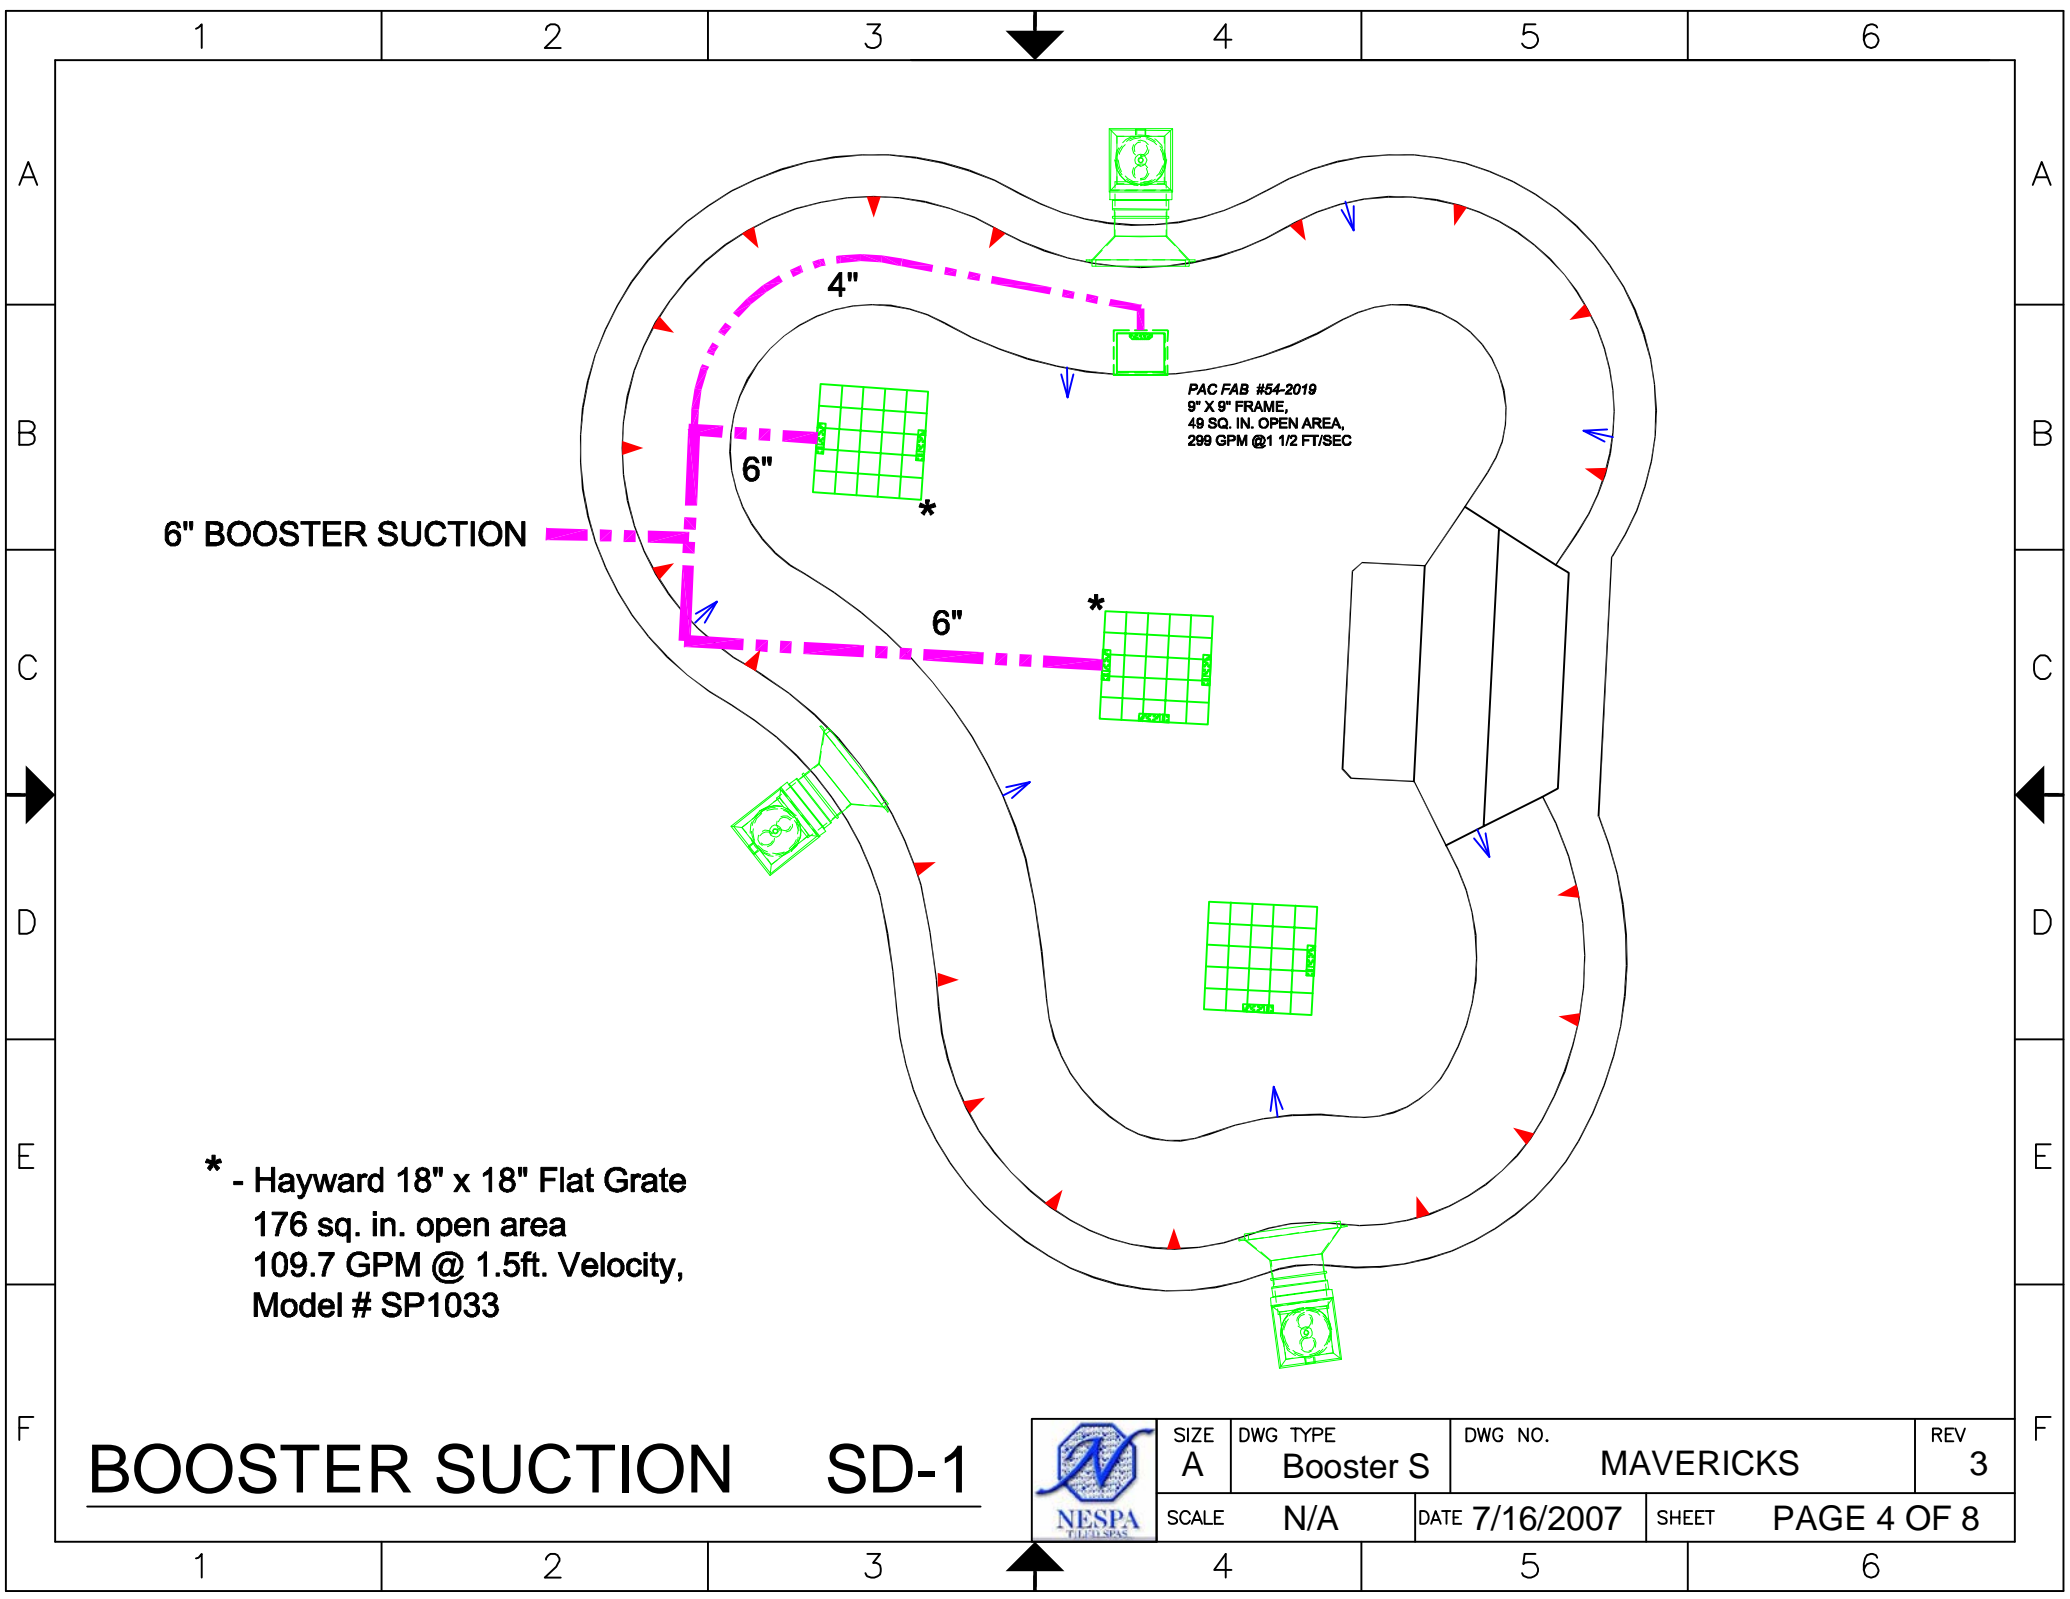 1 2 3 4 5 6
A A
4"
B B
PAC FAB #54-2019
9" X 9" FRAME,
49 SQ. IN. OPEN AREA,
299 GPM @1 1/2 FT/SEC
6"
*
6" BOOSTER SUCTION
*
6"
C C
D D
E E
* - Hayward 18" x 18" Flat Grate
176 sq. in. open area
109.7 GPM @ 1.5ft. Velocity,
Model # SP1033
F F
BOOSTER SUCTION SD-1
NESPA
TILED SPAS
SIZE DWG TYPE DWG NO. REV
A Booster S MAVERICKS 3
SCALE N/A DATE 7/16/2007 SHEET PAGE 4 OF 8
1 2 3 4 5 6